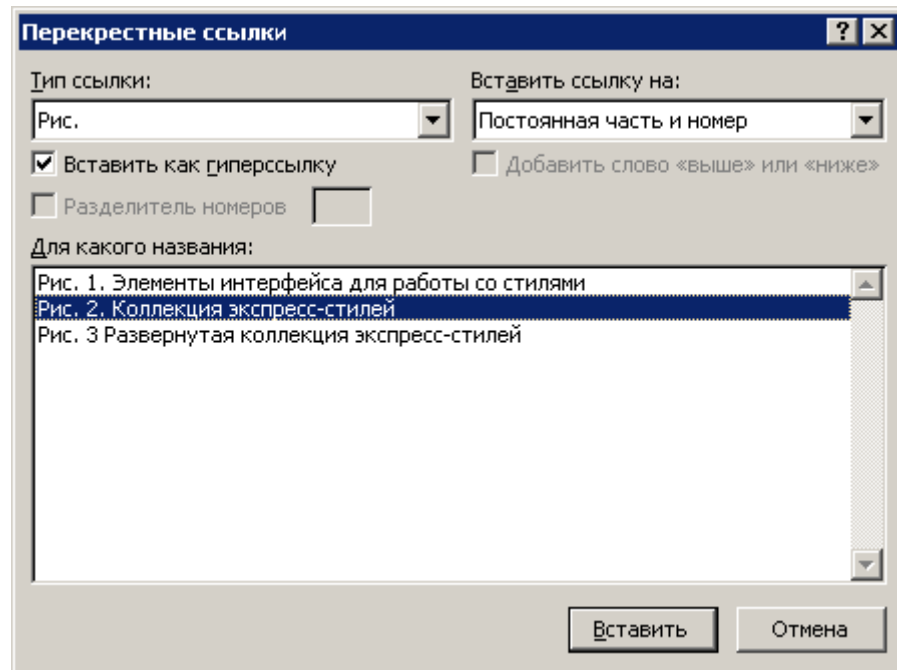 Перекрестные ссылки
Тип ссылки:
Вставить ссылку на:
Рис.
Постоянная часть и номер
Вставить как гиперссылку
Добавить слово «выше» или «ниже»
Разделитель номеров
Для какого названия:
Рис. 1. Элементы интерфейса для работы со стилями
Рис. 2. Коллекция экспресс-стилей
Рис. 3 Развернутая коллекция экспресс-стилей
Вставить
Отмена